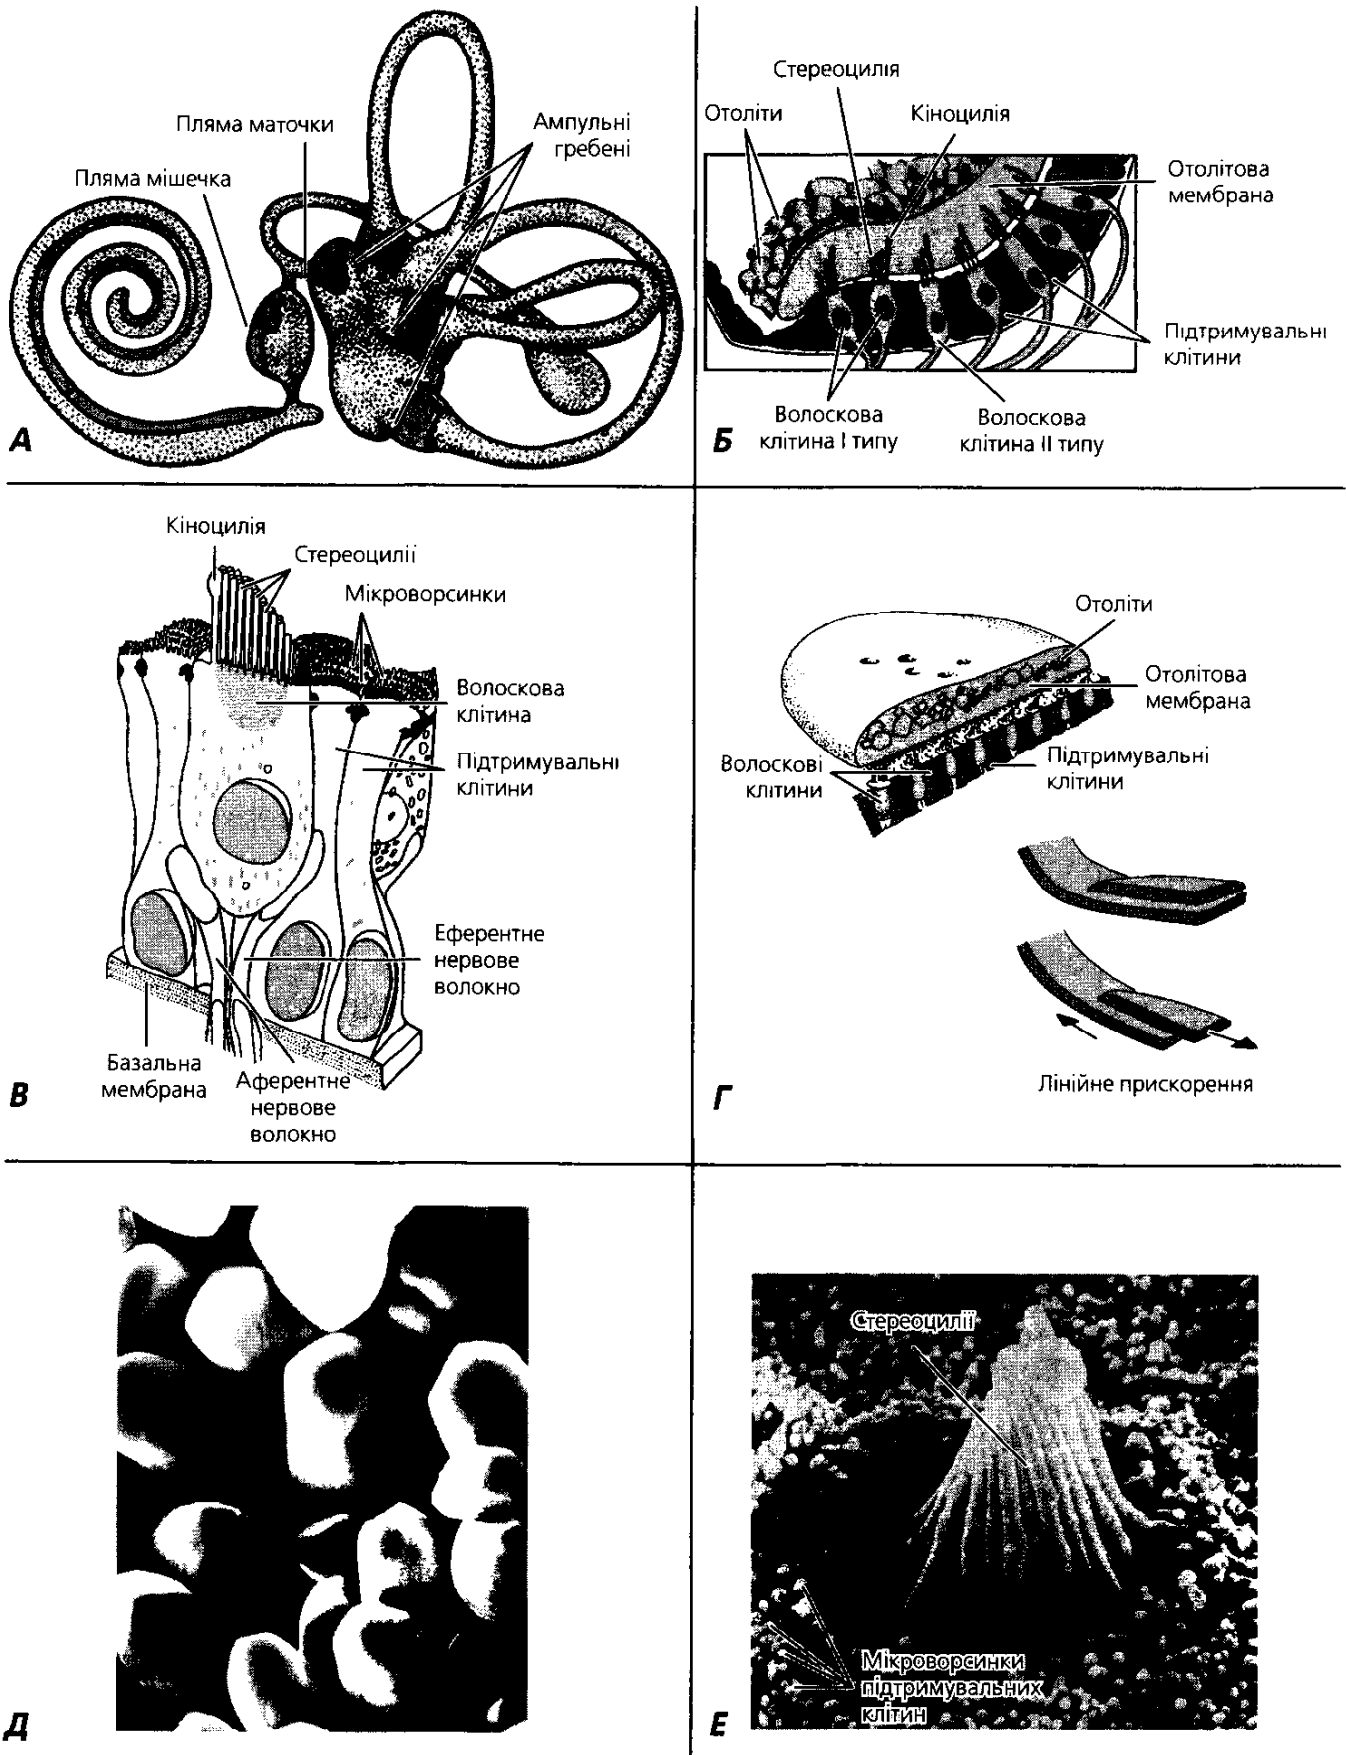 Пляма маточки
Ампульні
гребені
Пляма мішечка
А
Стереоцилія
Отоліти
Кіноцилія
Отолітова
мембрана
Підтримувальні
клітини
Волоскова
клітина І типу
Волоскова
клітина ІІ типу
Б
Кіноцилія
Стереоцилії
Мікроворсинки
Волоскова
клітина
Підтримувальні
клітини
Еферентне
нервове
волокно
Базальна
мембрана
Аферентне
нервове
волокно
В
Отоліти
Отолітова
мембрана
Волоскові
клітини
Підтримувальні
клітини
Лінійне прискорення
Г
Д
Стереоцилії
Мікроворсинки
підтримувальних
клітин
Е